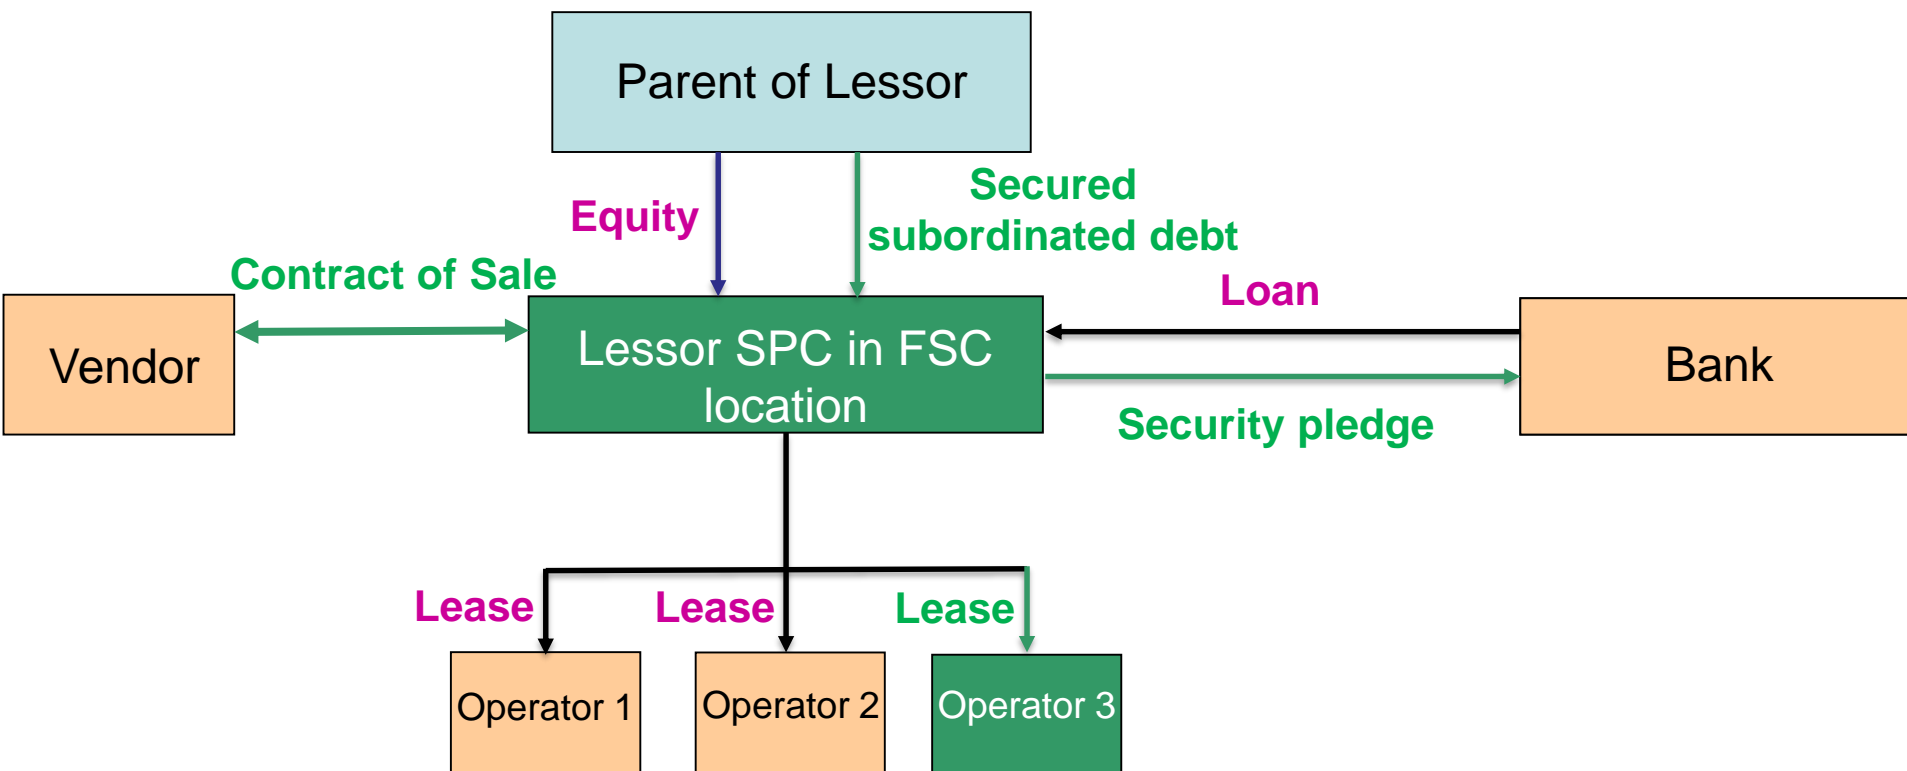 Parent of Lessor
Equity
Secured
subordinated debt
Contract of Sale
Loan
Vendor
Lessor SPC in FSC
location
Bank
Security pledge
Lease
Lease
Lease
Operator 1
Operator 2
Operator 3